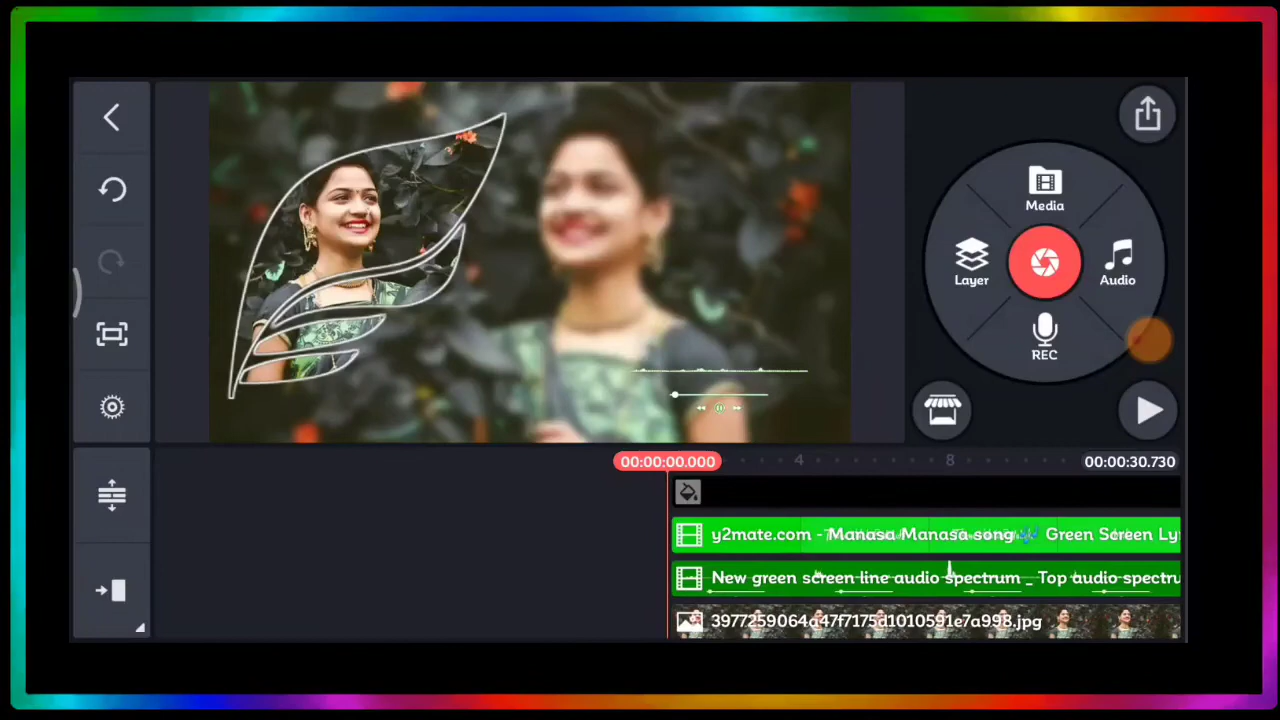 Media
Layer
Audio
REC
00:00:00.000
4
8
00:00:30.730
y2mate.com - Manasa Manasa song🎶 Green Screen Ly
New green screen line audio spectrum _ Top audio spectru
3977259064a47f7175d1010591e7a998.jpg